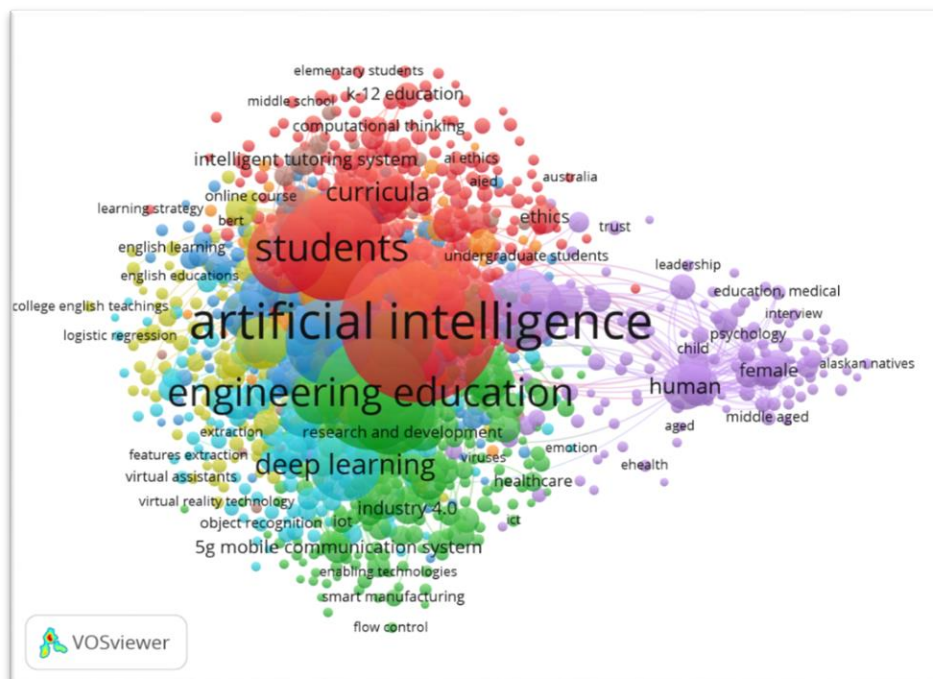 elementary students
k-12 education
middle school
computational thinking
intelligent tutoring system
ai ethics
australia
aied
curricula
online course
learning strategy
bert
ethics
trust
english learning
students
undergraduate students
leadership
english educations
education, medical
college english teachings
interview
artificial intelligence
logistic regression
psychology
child
alaskan natives
female
human
engineering education
middle aged
aged
extraction
research and development
emotion
features extraction
viruses
deep learning
ehealth
virtual assistants
healthcare
virtual reality technology
industry 4.0
object recognition
iot
ict
5g mobile communication system
enabling technologies
smart manufacturing
flow control
VOSviewer